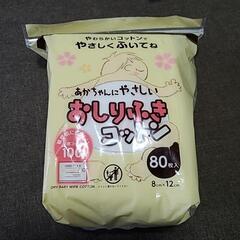 やわらかいコットンで
やさしくふいてね
あかちゃんにやさしい
おしりふき
コットン
80枚入
8cm×12cm
DRY BABY WIPE COTTON